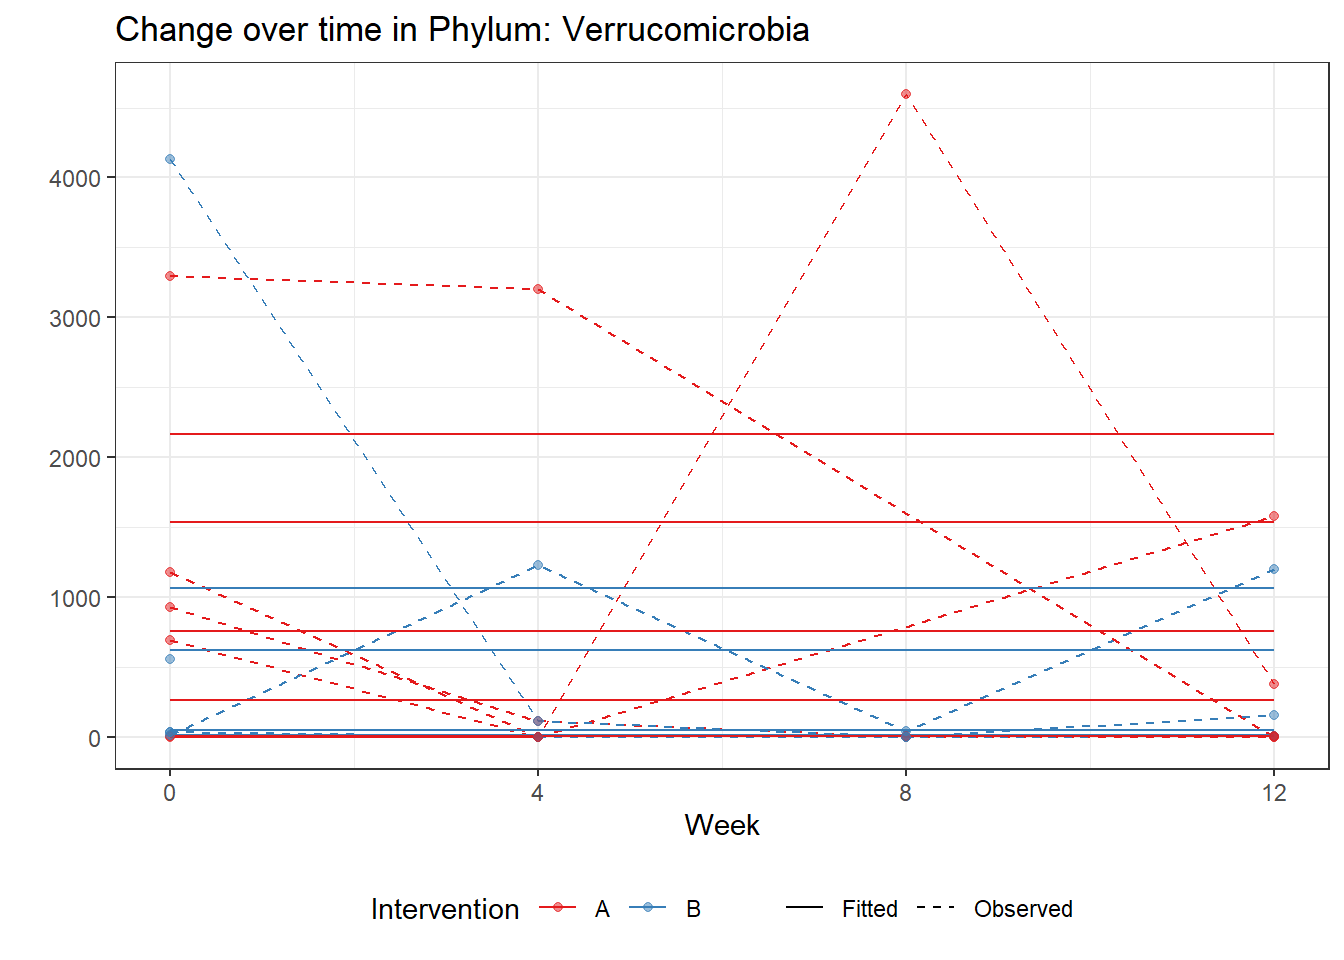 Change over time in Phylum: Verrucomicrobia
4000
3000
2000
1000
0
0 4 8 12
Week
Intervention A B Fitted Observed